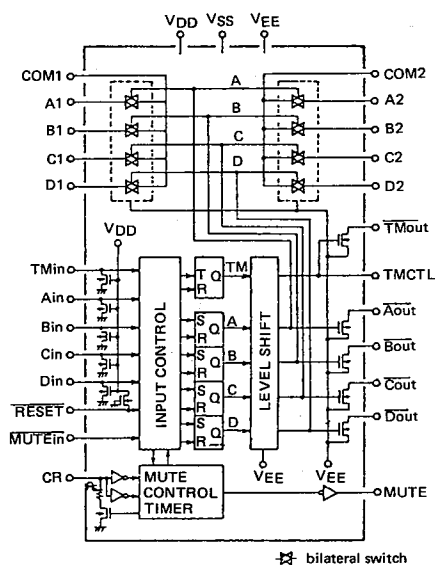 VDD VSS VEE
COM1 COM2
A
A1 A2
B
B1 B2
C
C1 C2
D
D1 D2
TMout
VDD
TMin T Q TM TMCTL
R
Ain Aout
Bin S Q A
R Bout
Cin S Q B
R Cout
Din S Q C
R Dout
RESET S Q D
MUTEin R
INPUT CONTROL
LEVEL SHIFT
VEE VEE
CR MUTE CONTROL TIMER MUTE
bilateral switch